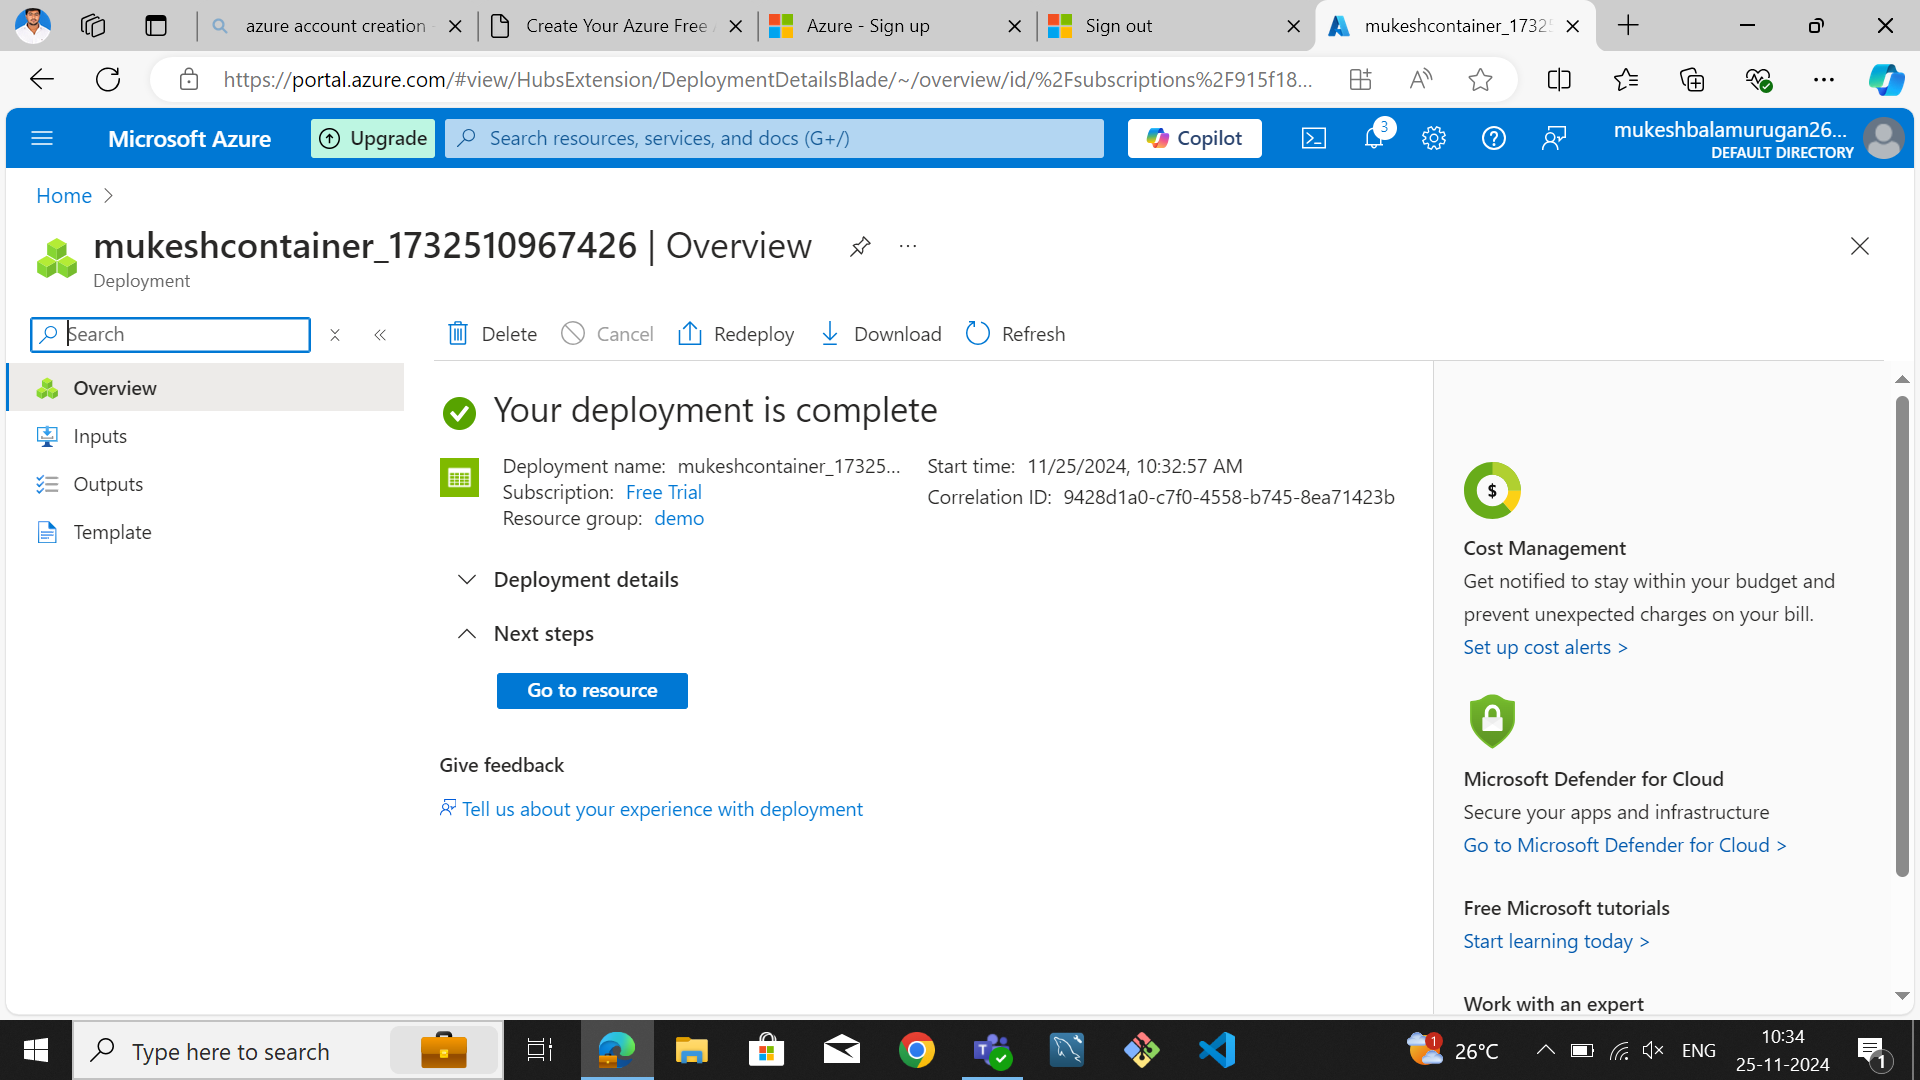 azure account creation
Create Your Azure Free
Azure - Sign up
Sign out
mukeshcontainer_1732
https://portal.azure.com/#view/HubsExtension/DeploymentDetailsBlade/~/overview/id/%2Fsubscriptions%2F915f18...
Microsoft Azure
Upgrade
Search resources, services, and docs (G+/)
Copilot
3
mukeshbalamurugan26...
DEFAULT DIRECTORY
Home >
mukeshcontainer_1732510967426 | Overview
...
Deployment
Search
Delete
Cancel
Redeploy
Download
Refresh
Overview
Inputs
Outputs
Template
Your deployment is complete
Deployment name: mukeshcontainer_17325...
Subscription: Free Trial
Resource group: demo
Start time: 11/25/2024, 10:32:57 AM
Correlation ID: 9428d1a0-c7f0-4558-b745-8ea71423b
Deployment details
Next steps
Go to resource
Give feedback
Tell us about your experience with deployment
$
Cost Management
Get notified to stay within your budget and
prevent unexpected charges on your bill.
Set up cost alerts >
Microsoft Defender for Cloud
Secure your apps and infrastructure
Go to Microsoft Defender for Cloud >
Free Microsoft tutorials
Start learning today >
Work with an expert
Type here to search
1
26°C
ENG
10:34
25-11-2024
1